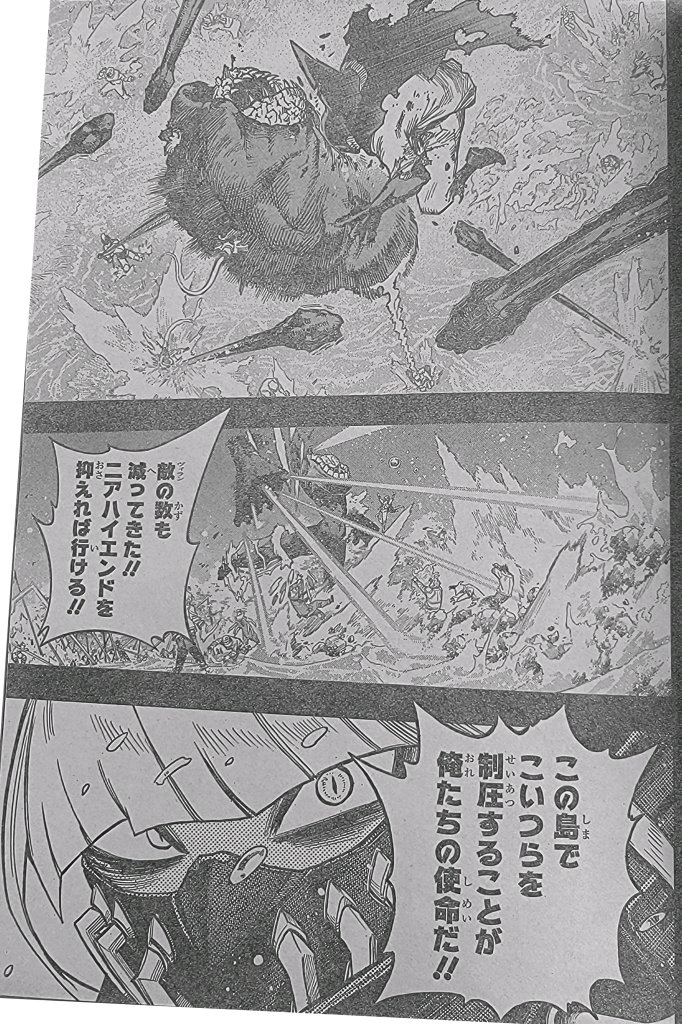 敵の数も
減ってきた!!
ニアハイエンドを
抑えれば行ける!!
この島で
こいつらを
制圧することが
俺たちの使命だ!!